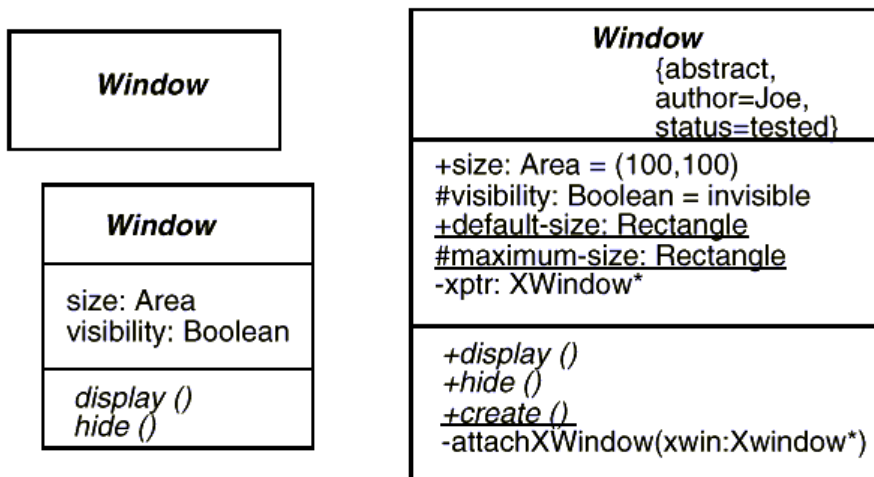 Window
Window
size: Area
visibility: Boolean
display ()
hide ()
Window
{abstract,
author=Joe,
status=tested}
+size: Area = (100,100)
#visibility: Boolean = invisible
+default-size: Rectangle
#maximum-size: Rectangle
-xptr: XWindow*
+display ()
+hide ()
+create ()
-attachXWindow(xwin:Xwindow*)